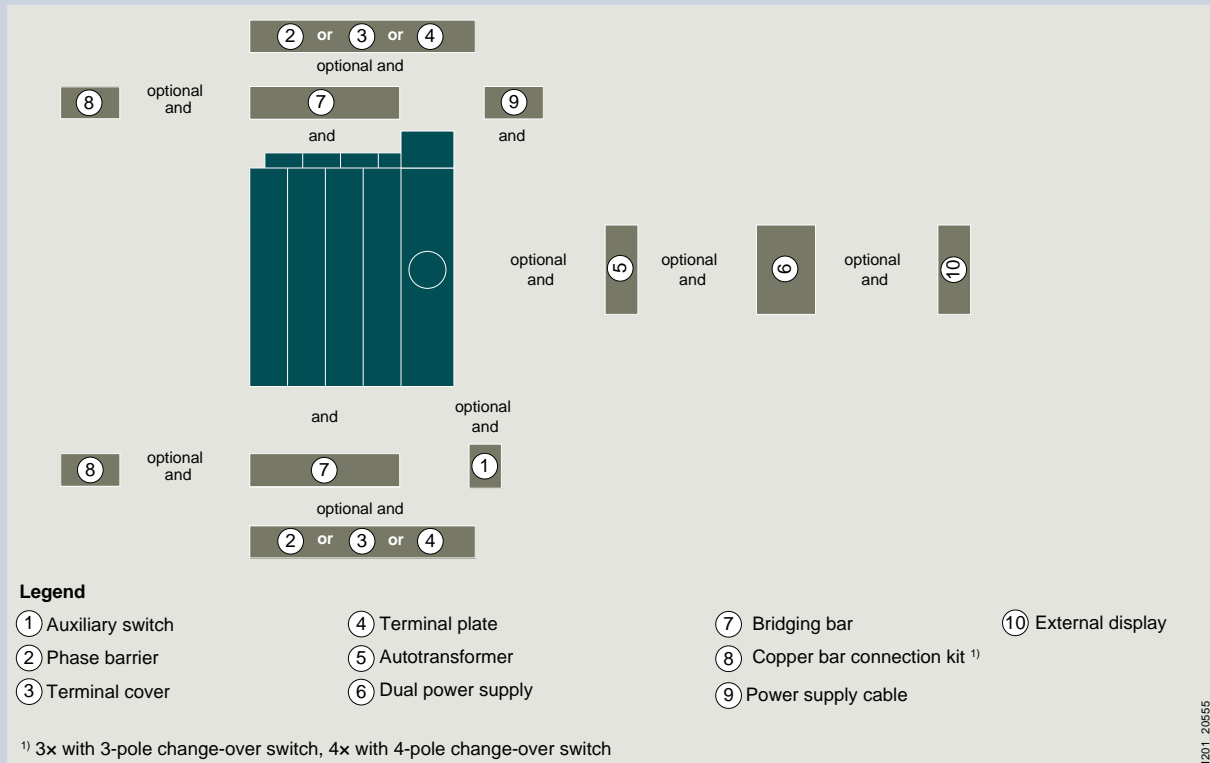 2 or 3 or 4
optional and
8 optional and 7 9
and and
optional and 5 optional and 6 optional and 10
and
optional and
8 optional and 7 1
optional and
2 or 3 or 4
Legend
1 Auxiliary switch
2 Phase barrier
3 Terminal cover
4 Terminal plate
5 Autotransformer
6 Dual power supply
7 Bridging bar
8 Copper bar connection kit 1)
9 Power supply cable
10 External display
1) 3x with 3-pole change-over switch, 4x with 4-pole change-over switch
I201_20555